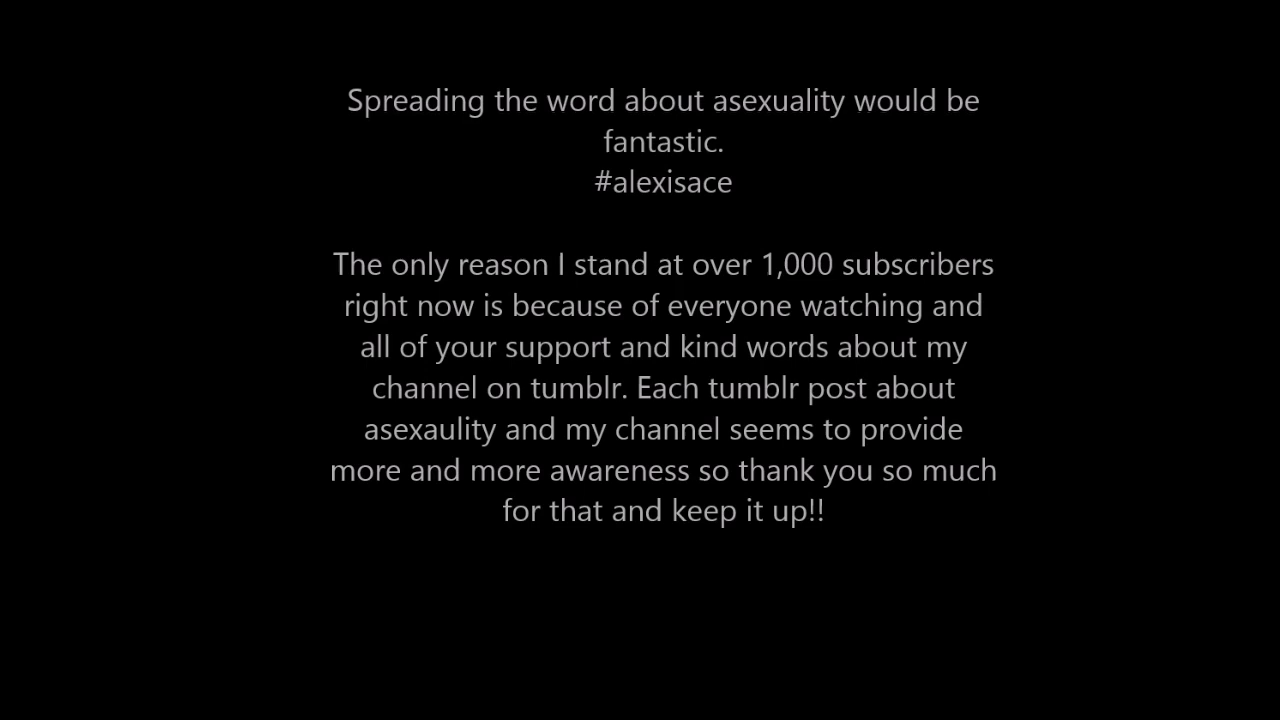 Spreading the word about asexuality would be
fantastic.
#alexisace
The only reason I stand at over 1,000 subscribers
right now is because of everyone watching and
all of your support and kind words about my
channel on tumblr. Each tumblr post about
asexaulity and my channel seems to provide
more and more awareness so thank you so much
for that and keep it up!!